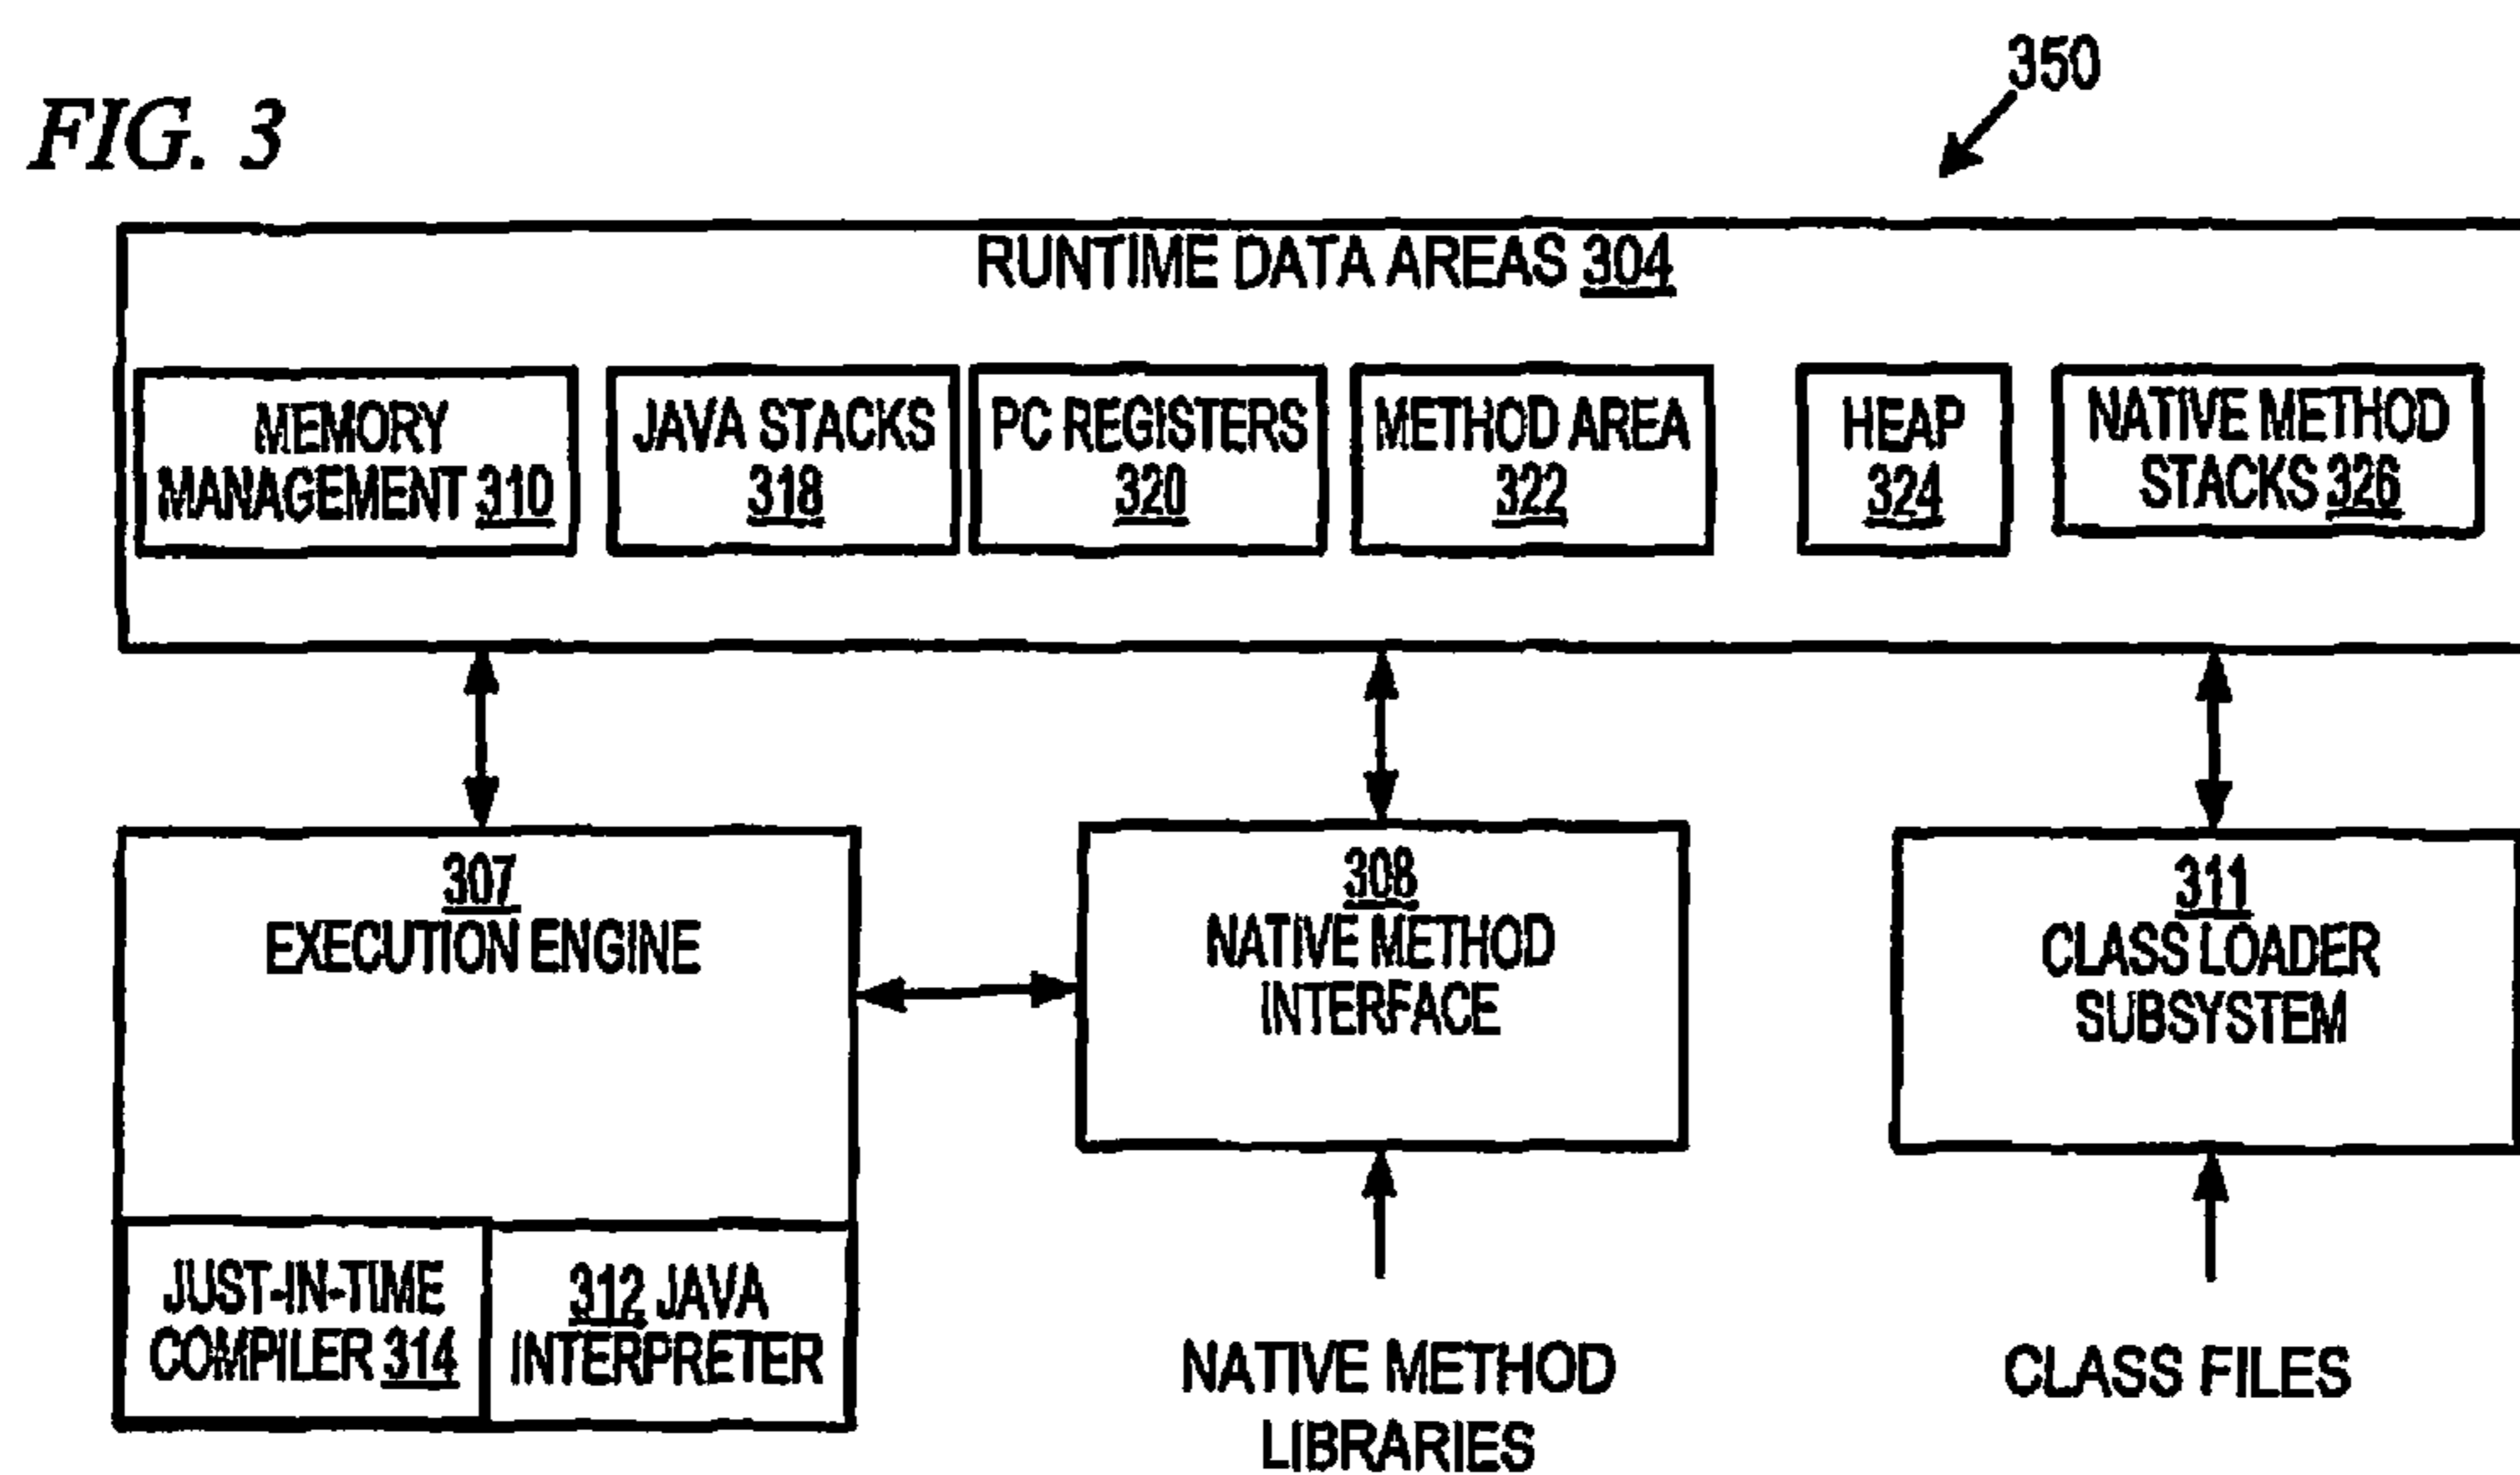 350
FIG. 3
RUNTIME DATA AREAS 304
MEMORY
MANAGEMENT 310
JAVA STACKS
318
PC REGISTERS
320
METHOD AREA
322
HEAP
324
NATIVE METHOD
STACKS 326
307
EXECUTION ENGINE
308
NATIVE METHOD
INTERFACE
311
CLASS LOADER
SUBSYSTEM
JUST-IN-TIME
COMPILER 314
312 JAVA
INTERPRETER
NATIVE METHOD
LIBRARIES
CLASS FILES